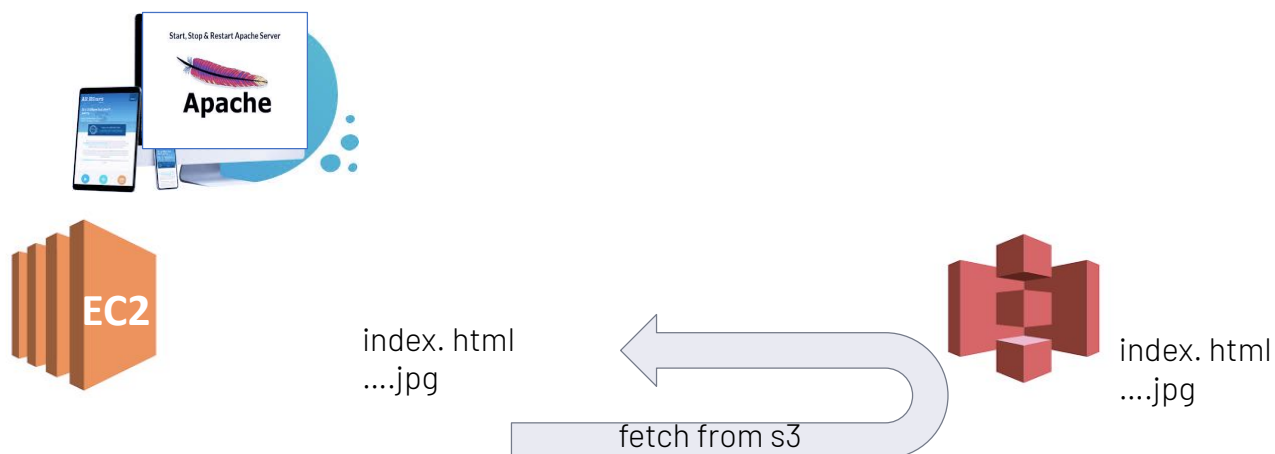 Start, Stop & Restart Apache Server
Apache
EC2
index. html
....jpg
fetch from s3
index. html
....jpg